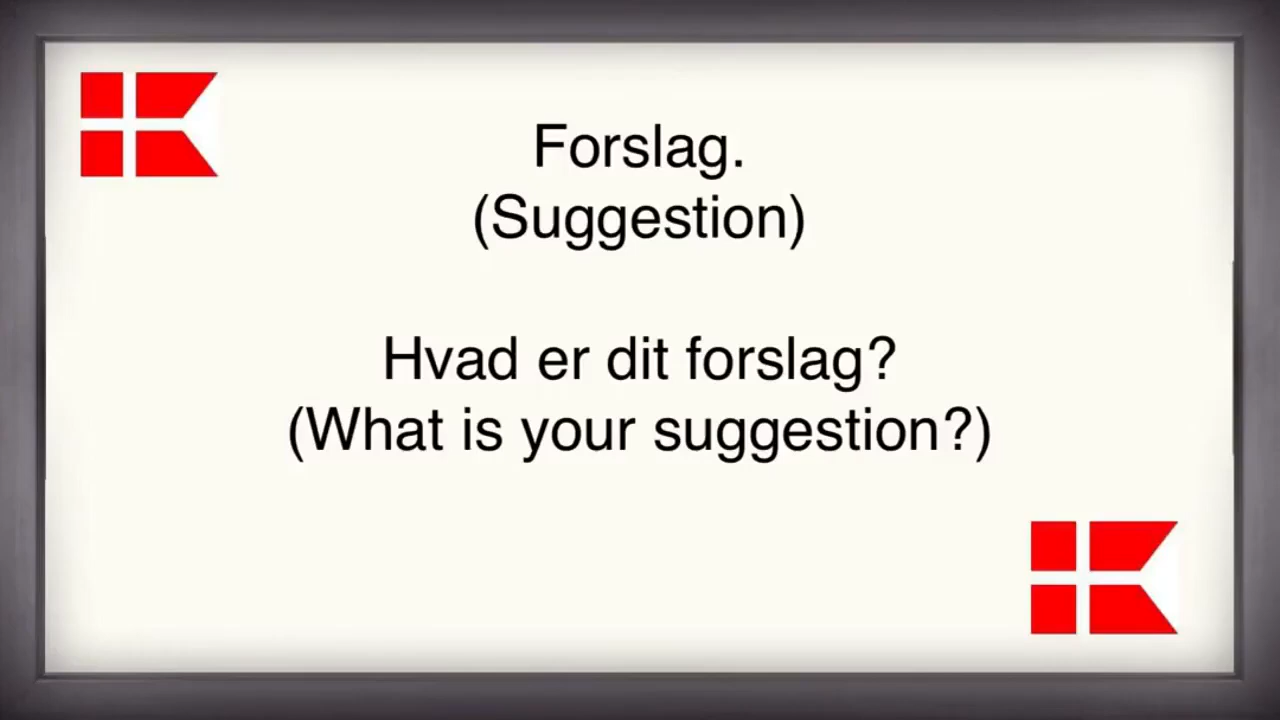 Forslag.
(Suggestion)
Hvad er dit forslag?
(What is your suggestion?)